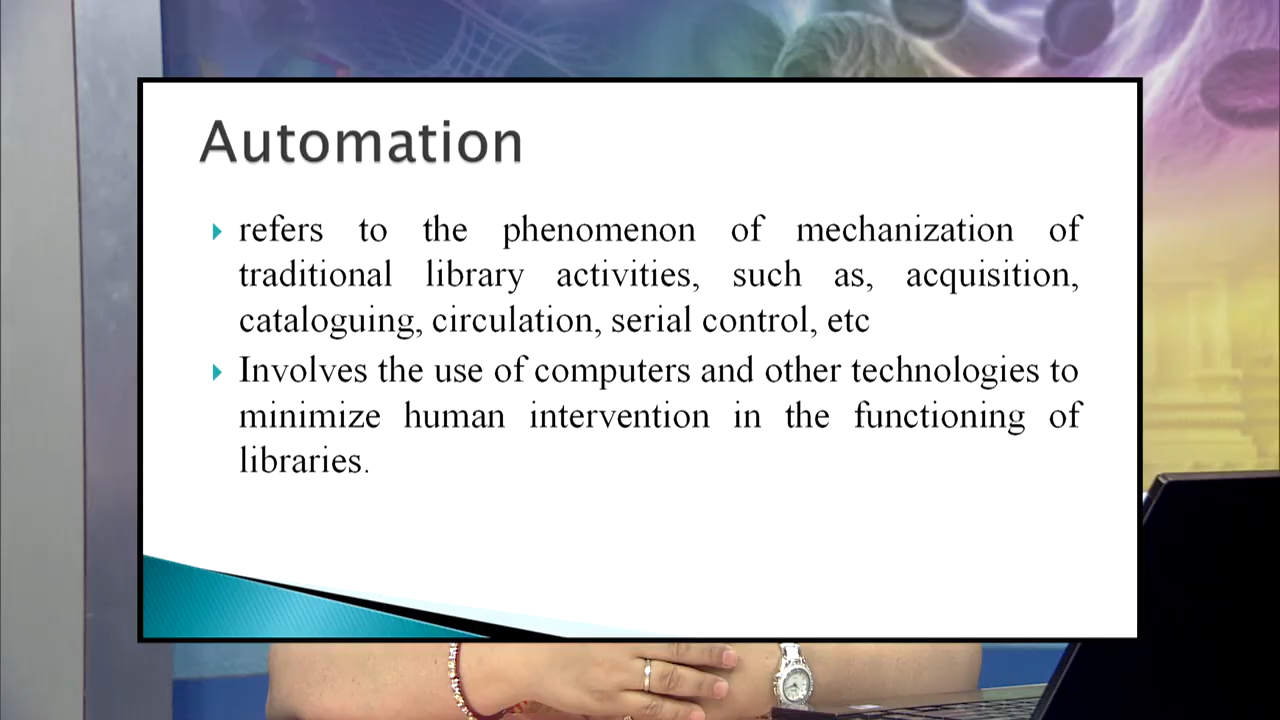 Automation
refers to the phenomenon of mechanization of
traditional library activities, such as, acquisition,
cataloguing, circulation, serial control, etc
Involves the use of computers and other technologies to
minimize human intervention in the functioning of
libraries.